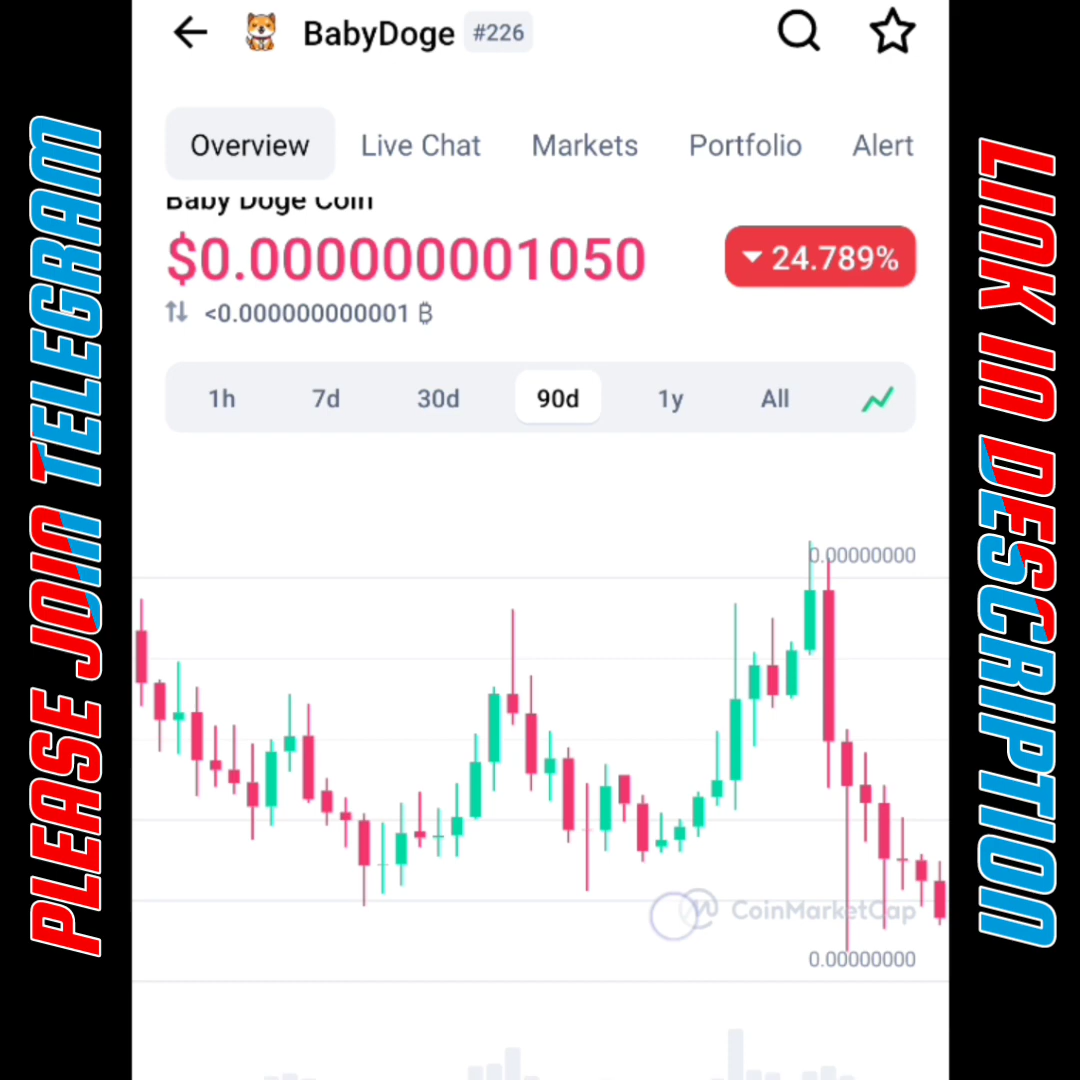 BabyDoge #226
Overview Live Chat Markets Portfolio Alert
Baby Doge Coin
$0.000000001050 24.789%
<0.000000000001 ₿
1h 7d 30d 90d 1y All
0.00000000
CoinMarketCap
0.00000000
PLEASE JOIN TELEGRAM
LINK IN DESCRIPTION